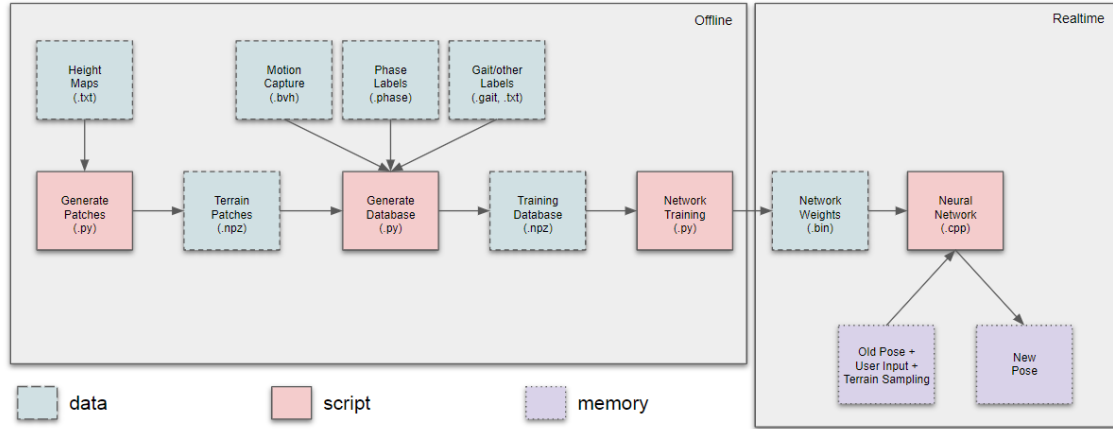 Offline
Realtime
Height
Maps
(.txt)
Motion
Capture
(.bvh)
Phase
Labels
(.phase)
Gait/other
Labels
(.gait, .txt)
Generate
Patches
(.py)
Terrain
Patches
(.npz)
Generate
Database
(.py)
Training
Database
(.npz)
Network
Training
(.py)
Network
Weights
(.bin)
Neural
Network
(.cpp)
Old Pose +
User Input +
Terrain Sampling
New
Pose
data
script
memory